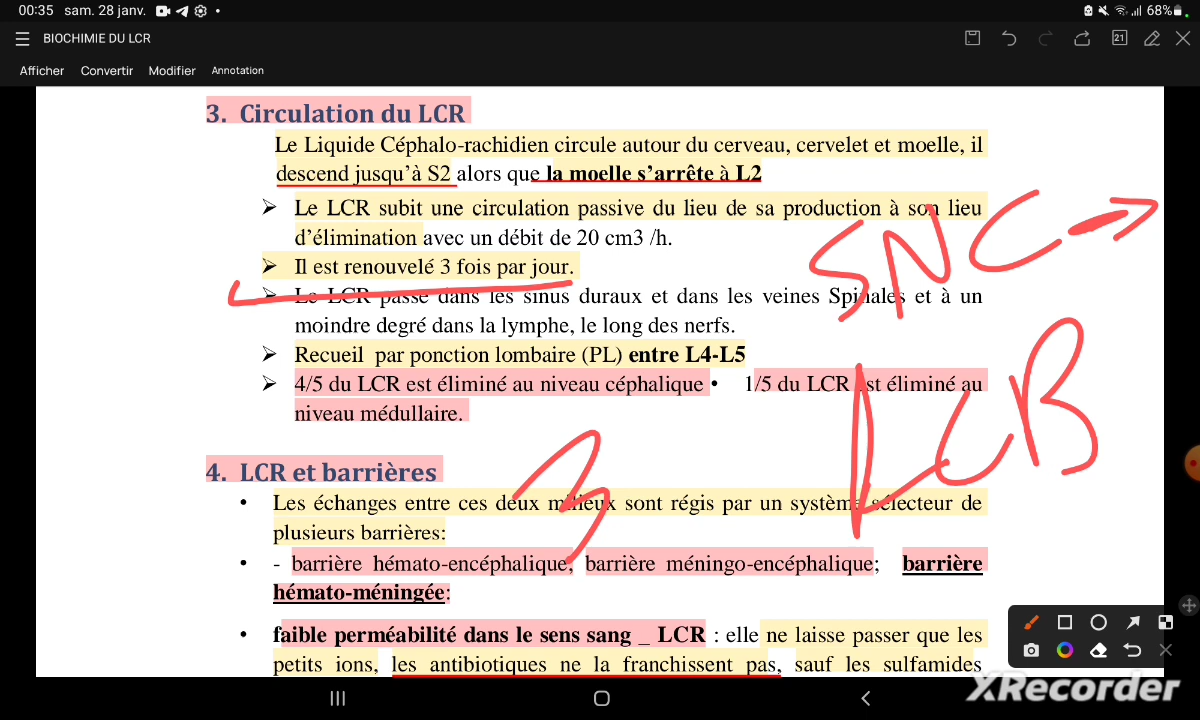 00:35 sam. 28 janv.
68%
BIOCHIMIE DU LCR
21
Afficher Convertir Modifier Annotation
3. Circulation du LCR
Le Liquide Céphalo-rachidien circule autour du cerveau, cervelet et moelle, il
descend jusqu'à S2 alors que la moelle s'arrête à L2
➤ Le LCR subit une circulation passive du lieu de sa production à son lieu
d'élimination avec un débit de 20 cm3 /h.
➤ Il est renouvelé 3 fois par jour.
➤ Le LCR passe dans les sinus duraux et dans les veines Spinales et à un
moindre degré dans la lymphe, le long des nerfs.
➤ Recueil par ponction lombaire (PL) entre L4-L5
➤ 4/5 du LCR est éliminé au niveau céphalique • 1/5 du LCR est éliminé au
niveau médullaire.
SNC →
LCR
3
4. LCR et barrières
• Les échanges entre ces deux milieux sont régis par un système sélecteur de
plusieurs barrières:
• - barrière hémato-encéphalique; barrière méningo-encéphalique; barrière
hémato-méningée:
• faible perméabilité dans le sens sang _ LCR : elle ne laisse passer que les
petits ions, les antibiotiques ne la franchissent pas, sauf les sulfamides
XRecorder